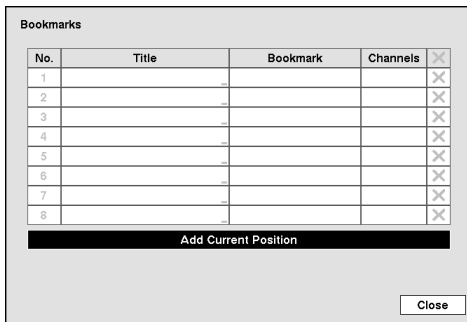 Bookmarks
No. Title Bookmark Channels
1
2
3
4
5
6
7
8
Add Current Position
Close